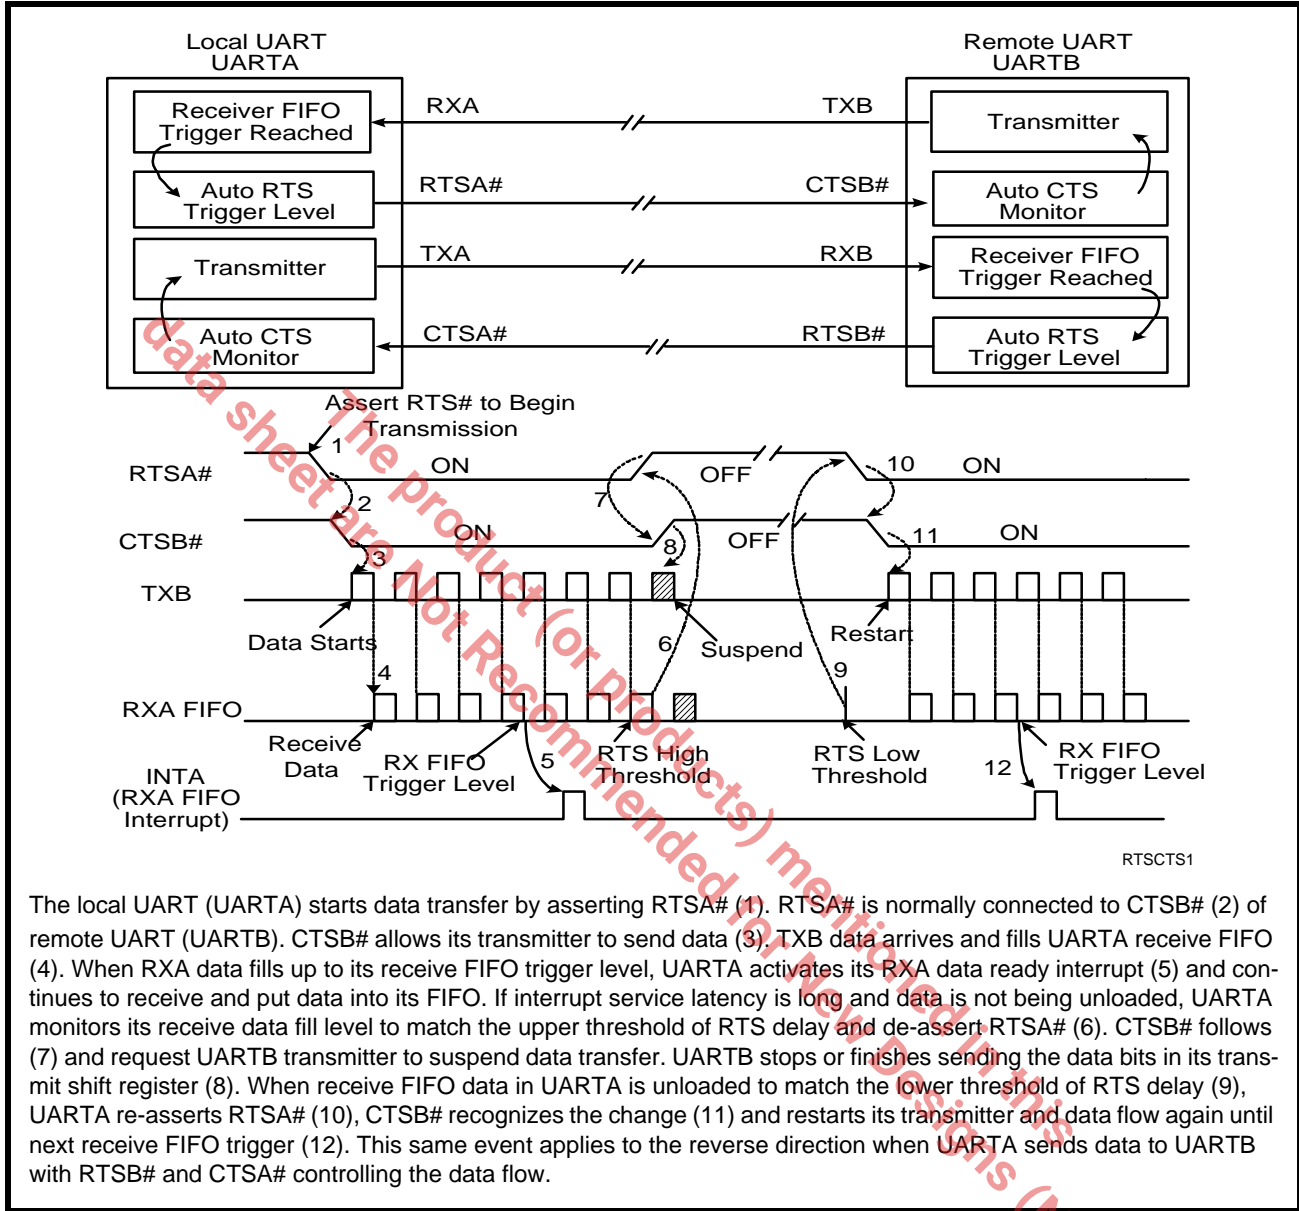 Local UART
UARTA
Remote UART
UARTB
Receiver FIFO
Trigger Reached
RXA
TXB
Transmitter
Auto RTS
Trigger Level
RTSA#
CTSB#
Auto CTS
Monitor
Transmitter
TXA
RXB
Receiver FIFO
Trigger Reached
Auto CTS
Monitor
CTSA#
RTSB#
Auto RTS
Trigger Level
Assert RTS# to Begin
Transmission
1
RTSA#
ON
OFF
10
ON
2
7
CTSB#
ON
8
OFF
11
ON
3
TXB
Data Starts
6
Suspend
Restart
4
9
RXA FIFO
Receive
Data
RX FIFO
Trigger Level
5
RTS High
Threshold
RTS Low
Threshold
12
RX FIFO
Trigger Level
INTA
(RXA FIFO
Interrupt)
RTSCTS1
The local UART (UARTA) starts data transfer by asserting RTSA# (1). RTSA# is normally connected to CTSB# (2) of
remote UART (UARTB). CTSB# allows its transmitter to send data (3). TXB data arrives and fills UARTA receive FIFO
(4). When RXA data fills up to its receive FIFO trigger level, UARTA activates its RXA data ready interrupt (5) and con-
tinues to receive and put data into its FIFO. If interrupt service latency is long and data is not being unloaded, UARTA
monitors its receive data fill level to match the upper threshold of RTS delay and de-assert RTSA# (6). CTSB# follows
(7) and request UARTB transmitter to suspend data transfer. UARTB stops or finishes sending the data bits in its trans-
mit shift register (8). When receive FIFO data in UARTA is unloaded to match the lower threshold of RTS delay (9),
UARTA re-asserts RTSA# (10), CTSB# recognizes the change (11) and restarts its transmitter and data flow again until
next receive FIFO trigger (12). This same event applies to the reverse direction when UARTA sends data to UARTB
with RTSB# and CTSA# controlling the data flow.
The product (or products) mentioned in this
data sheet are Not Recommended for New Designs (